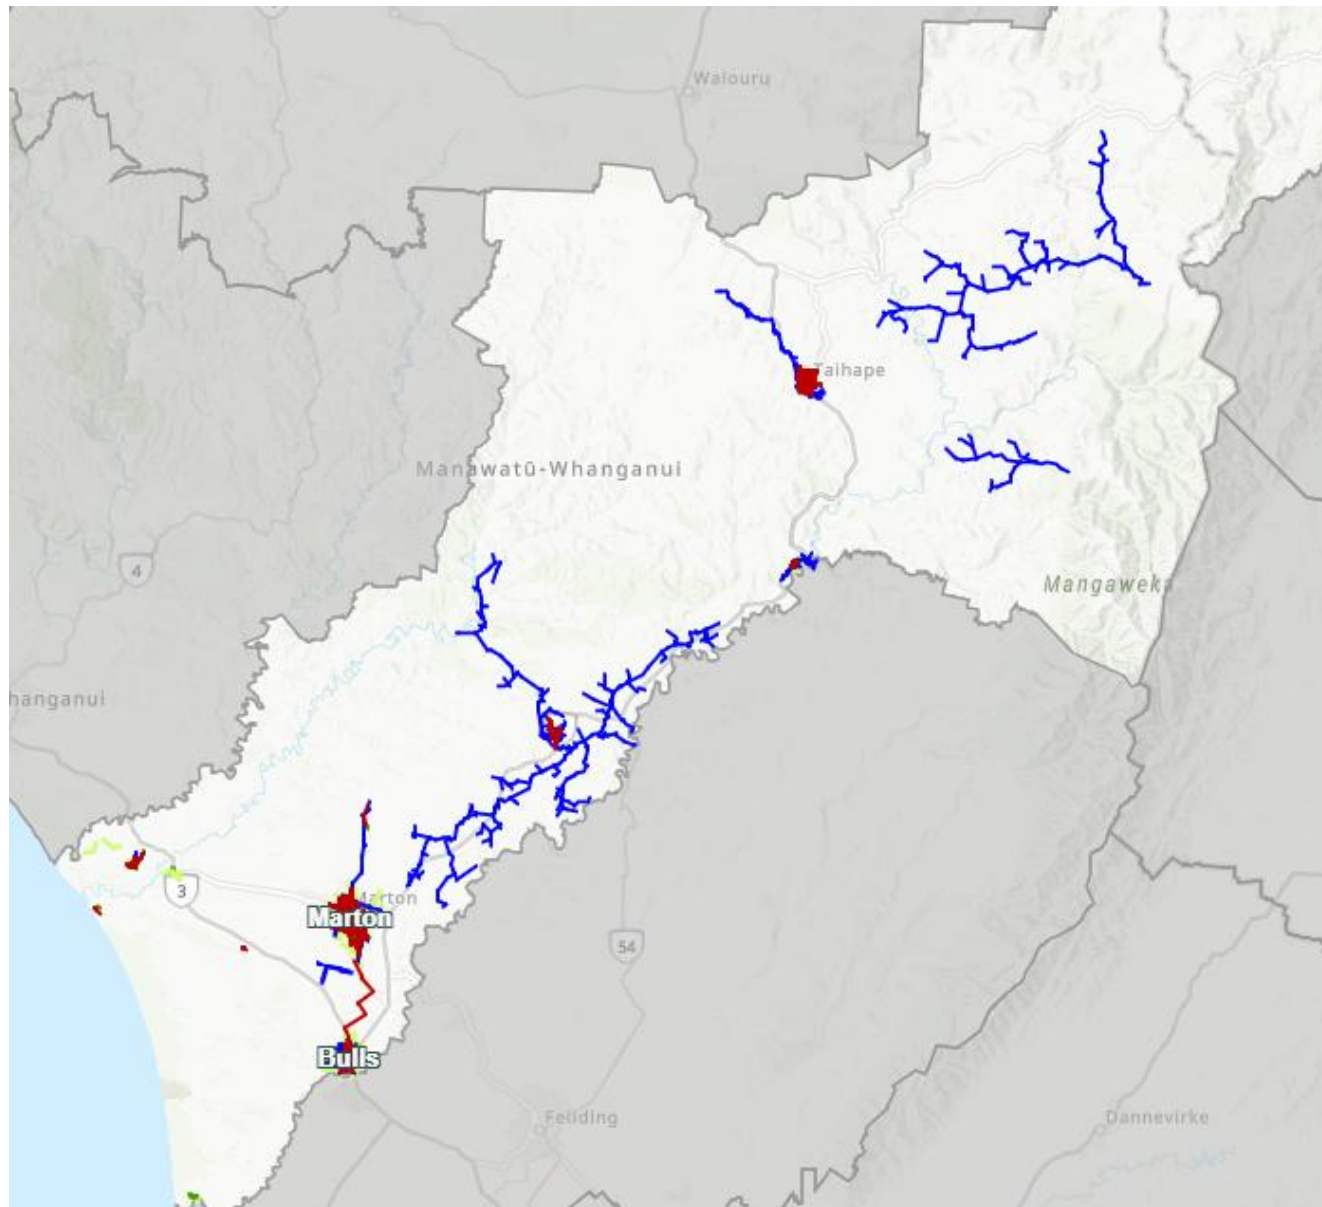 Waiouru
Taihape
Manawatū-Whanganui
4
Mangaweka
hanganui
3
Marton
Marton
54
Bulls
Feilding
Dannevirke